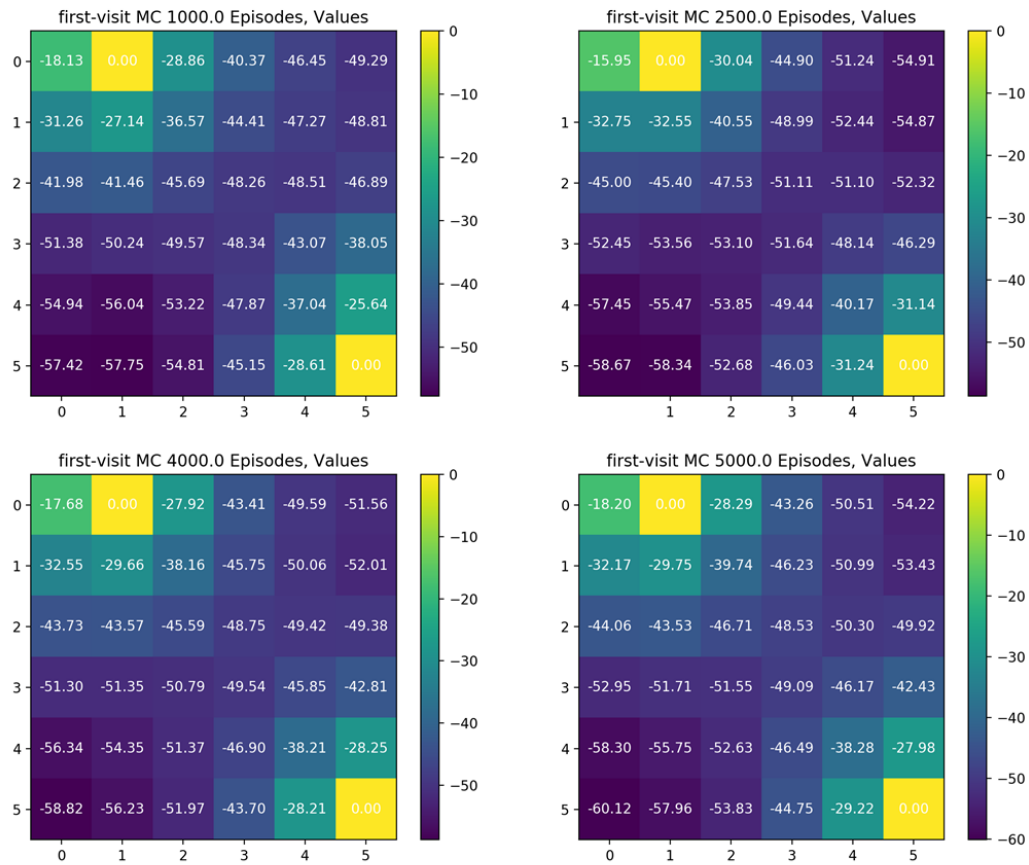 first-visit MC 1000.0 Episodes, Values
0 -18.13 0.00 -28.86 -40.37 -46.45 -49.29
1 -31.26 -27.14 -36.57 -44.41 -47.27 -48.81
2 -41.98 -41.46 -45.69 -48.26 -48.51 -46.89
3 -51.38 -50.24 -49.57 -48.34 -43.07 -38.05
4 -54.94 -56.04 -53.22 -47.87 -37.04 -25.64
5 -57.42 -57.75 -54.81 -45.15 -28.61 0.00
0 1 2 3 4 5
0
−10
−20
−30
−40
−50
first-visit MC 2500.0 Episodes, Values
0 -15.95 0.00 -30.04 -44.90 -51.24 -54.91
1 -32.75 -32.55 -40.55 -48.99 -52.44 -54.87
2 -45.00 -45.40 -47.53 -51.11 -51.10 -52.32
3 -52.45 -53.56 -53.10 -51.64 -48.14 -46.29
4 -57.45 -55.47 -53.85 -49.44 -40.17 -31.14
5 -58.67 -58.34 -52.68 -46.03 -31.24 0.00
1 2 3 4 5
0
−10
−20
−30
−40
−50
first-visit MC 4000.0 Episodes, Values
0 -17.68 0.00 -27.92 -43.41 -49.59 -51.56
1 -32.55 -29.66 -38.16 -45.75 -50.06 -52.01
2 -43.73 -43.57 -45.59 -48.75 -49.42 -49.38
3 -51.30 -51.35 -50.79 -49.54 -45.85 -42.81
4 -56.34 -54.35 -51.37 -46.90 -38.21 -28.25
5 -58.82 -56.23 -51.97 -43.70 -28.21 0.00
0 1 2 3 4 5
0
−10
−20
−30
−40
−50
first-visit MC 5000.0 Episodes, Values
0 -18.20 0.00 -28.29 -43.26 -50.51 -54.22
1 -32.17 -29.75 -39.74 -46.23 -50.99 -53.43
2 -44.06 -43.53 -46.71 -48.53 -50.30 -49.92
3 -52.95 -51.71 -51.55 -49.09 -46.17 -42.43
4 -58.30 -55.75 -52.63 -46.49 -38.28 -27.98
5 -60.12 -57.96 -53.83 -44.75 -29.22 0.00
0 1 2 3 4 5
0
−10
−20
−30
−40
−50
−60